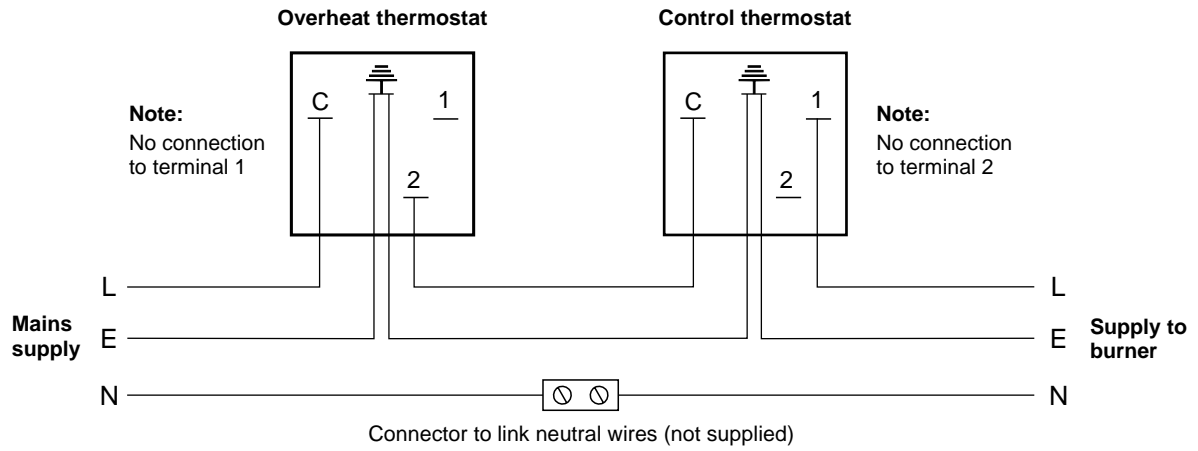 Overheat thermostat
Control thermostat
Note:
No connection
to terminal 1
C
1
2
C
1
2
Note:
No connection
to terminal 2
Mains
supply
L
E
N
L
E
N
Supply to
burner
Connector to link neutral wires (not supplied)